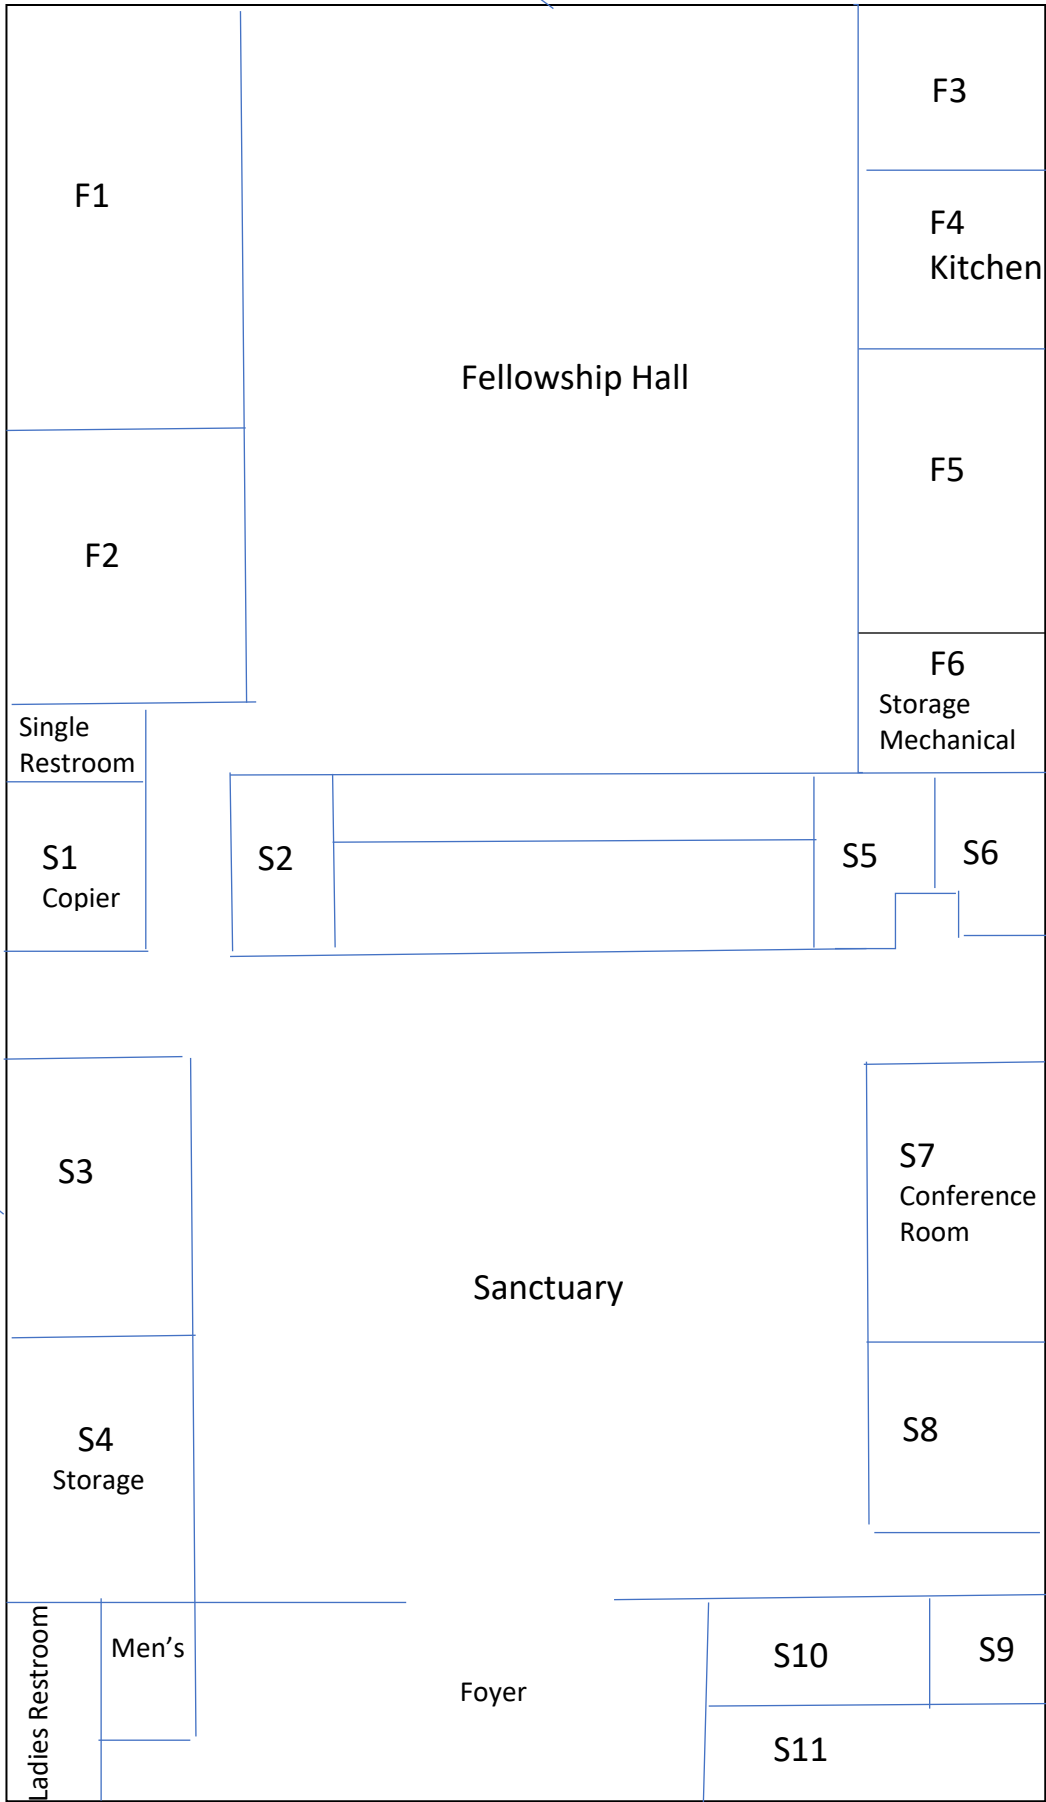 F3
F1
F4
Kitchen
Fellowship Hall
F5
F2
F6
Storage
Mechanical
Single
Restroom
S1
Copier
S2
S5
S6
S3
S7
Conference
Room
Sanctuary
S4
Storage
S8
Ladies Restroom
Men's
Foyer
S10
S9
S11